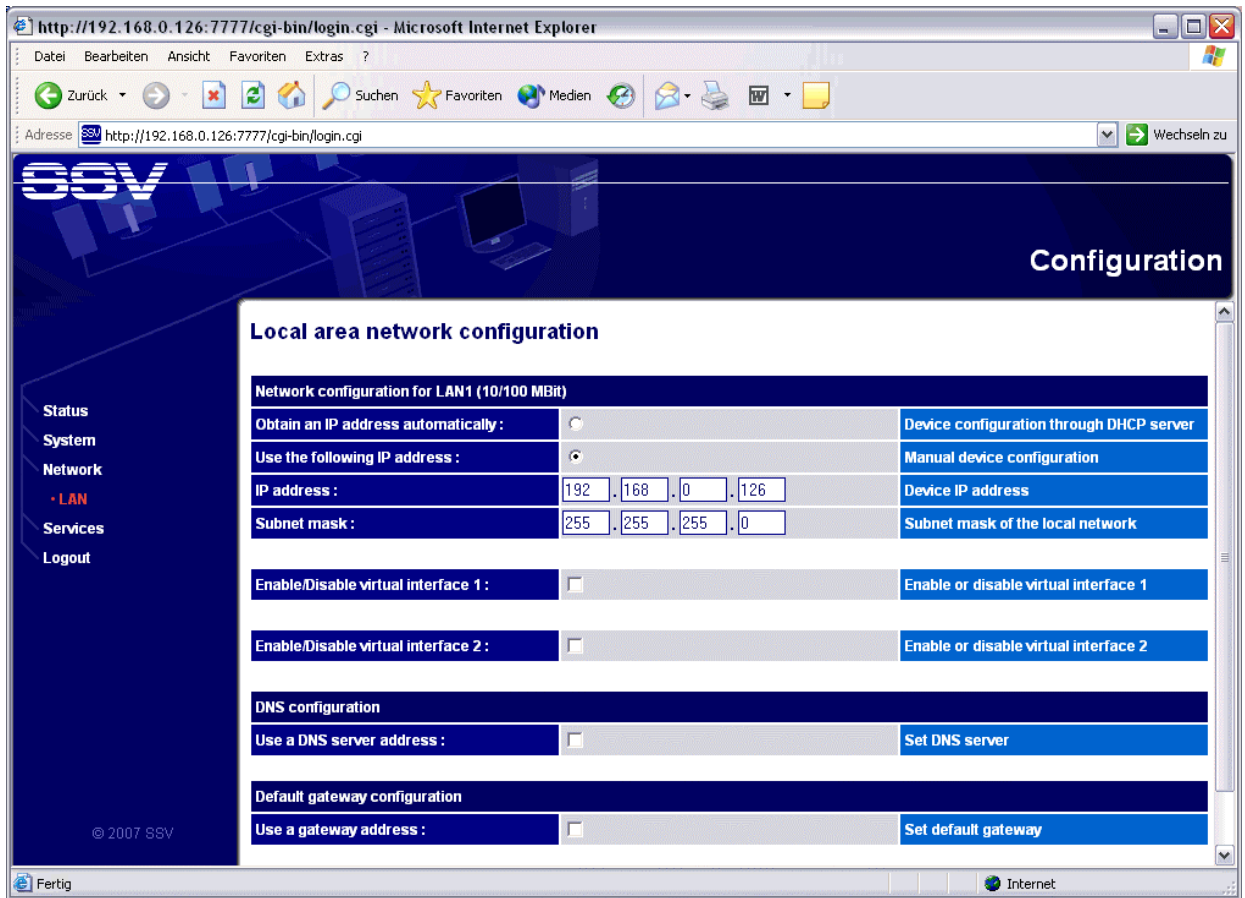 http://192.168.0.126:7777/cgi-bin/login.cgi - Microsoft Internet Explorer
Datei Bearbeiten Ansicht Favoriten Extras ?
Zurück Suchen Favoriten Medien
Adresse SSV http://192.168.0.126:7777/cgi-bin/login.cgi Wechseln zu
SSV
Configuration
Status
System
Network
· LAN
Services
Logout
© 2007 SSV
Local area network configuration
Network configuration for LAN1 (10/100 MBit)
Obtain an IP address automatically : Device configuration through DHCP server
Use the following IP address : Manual device configuration
IP address : 192 . 168 . 0 . 126 Device IP address
Subnet mask : 255 . 255 . 255 . 0 Subnet mask of the local network
Enable/Disable virtual interface 1 : Enable or disable virtual interface 1
Enable/Disable virtual interface 2 : Enable or disable virtual interface 2
DNS configuration
Use a DNS server address : Set DNS server
Default gateway configuration
Use a gateway address : Set default gateway
Fertig Internet